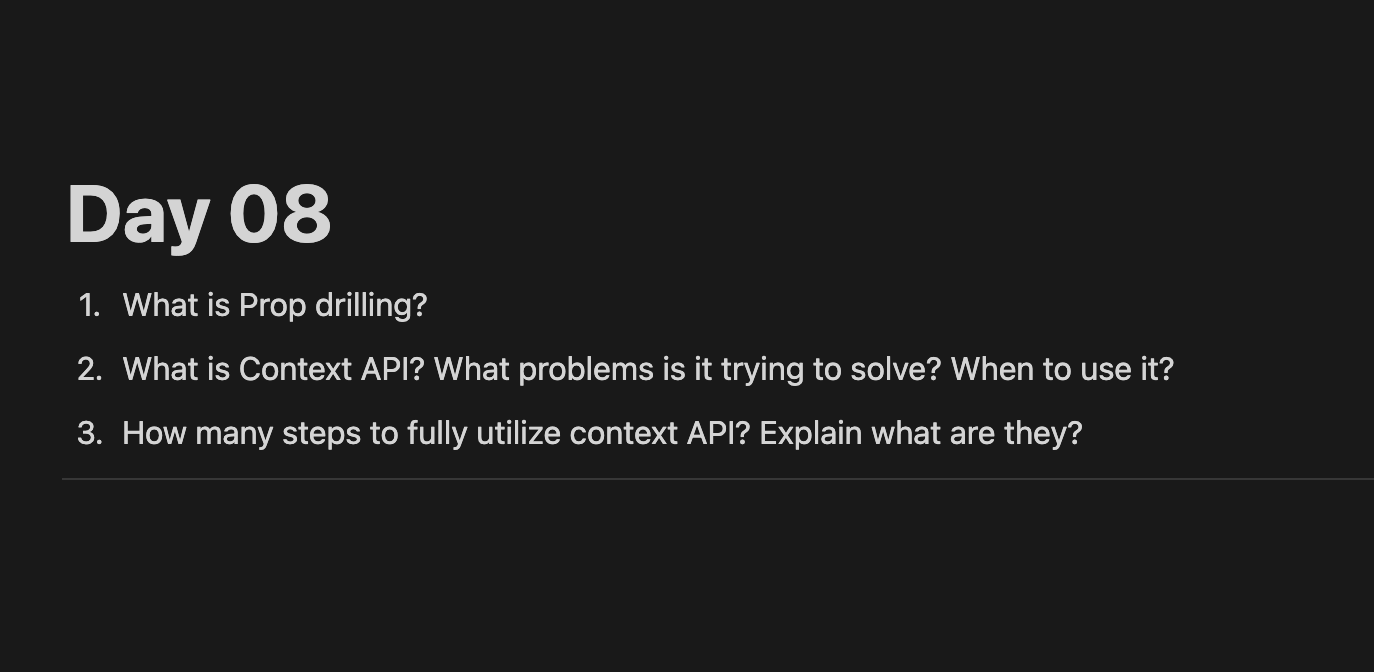 Day 08
1. What is Prop drilling?
2. What is Context API? What problems is it trying to solve? When to use it?
3. How many steps to fully utilize context API? Explain what are they?